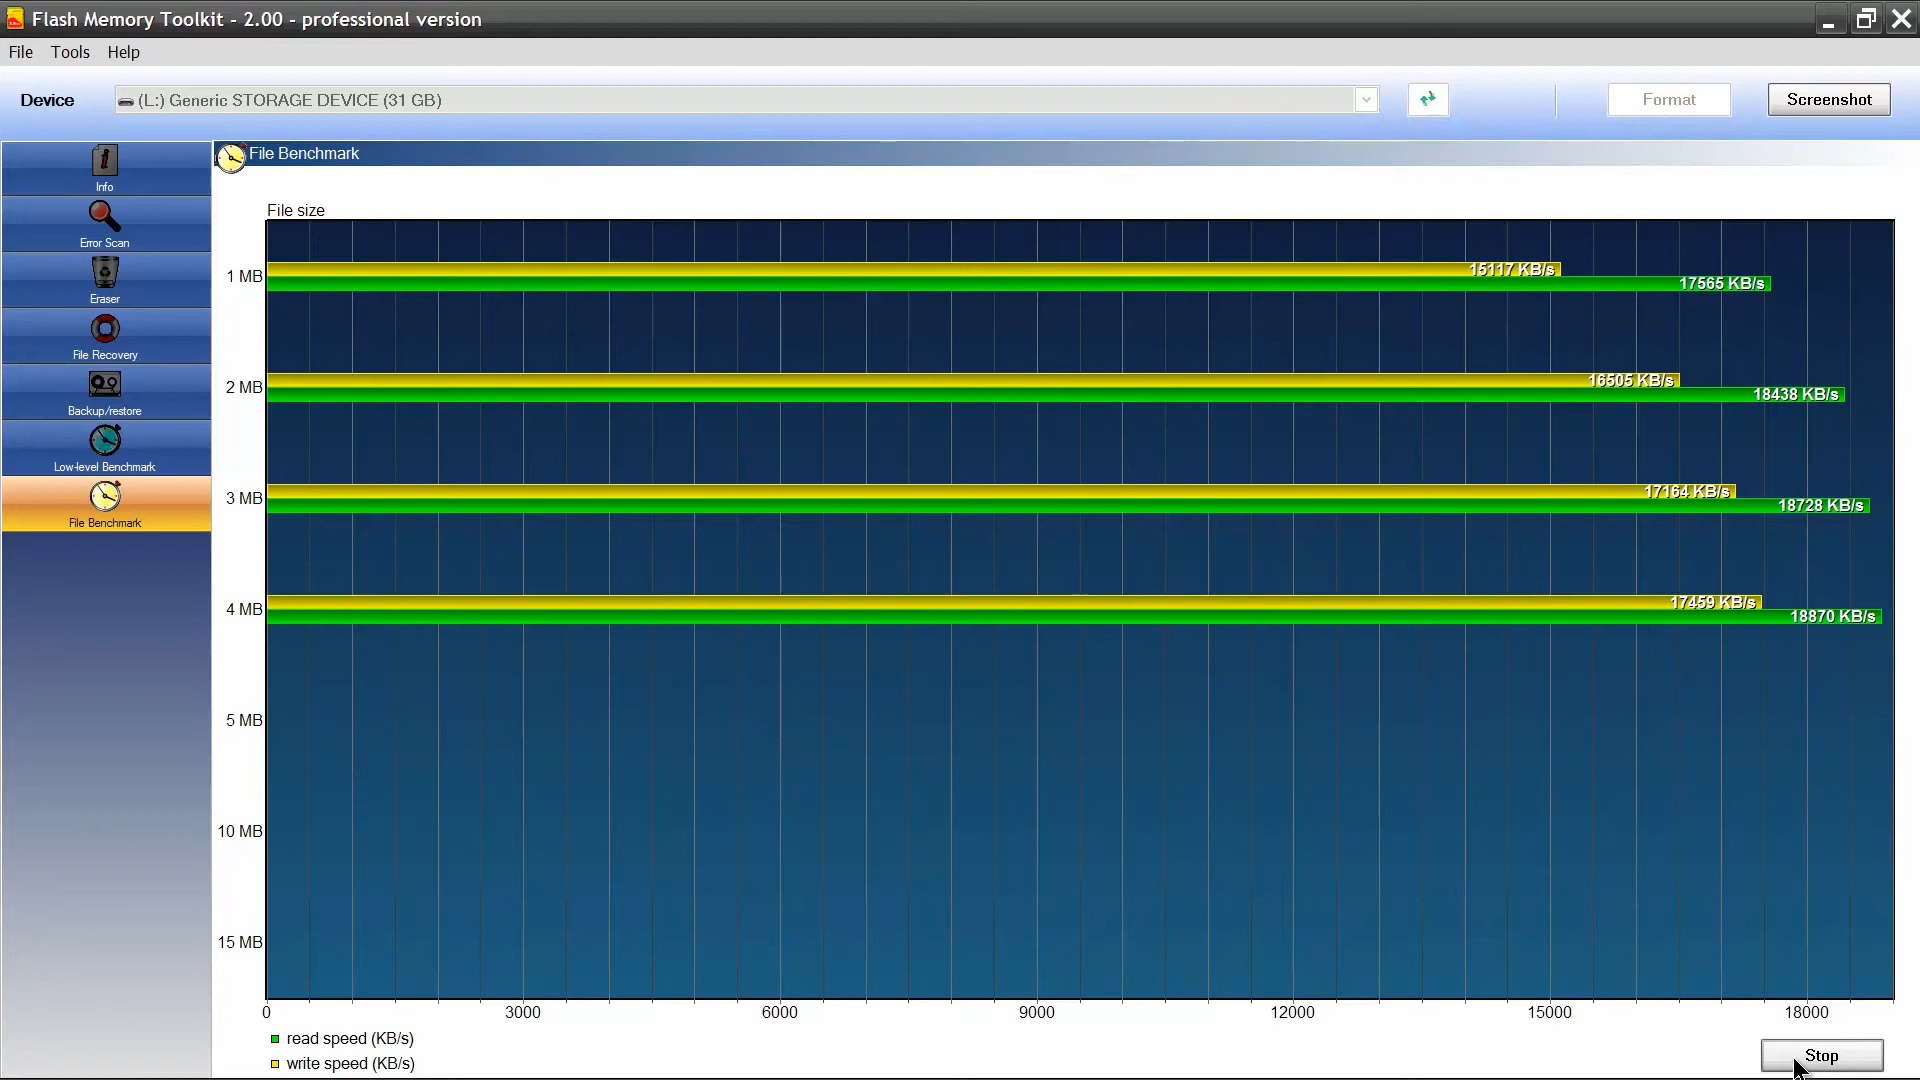 Flash Memory Toolkit - 2.00 - professional version
File Tools Help
Device (L:) Generic STORAGE DEVICE (31 GB) Format Screenshot
Info
Error Scan
Eraser
File Recovery
Backup/restore
Low-level Benchmark
File Benchmark
File Benchmark
File size
1 MB 15117 KB/s
17565 KB/s
2 MB 16505 KB/s
18438 KB/s
3 MB 17164 KB/s
18728 KB/s
4 MB 17459 KB/s
18870 KB/s
5 MB
10 MB
15 MB
0 3000 6000 9000 12000 15000 18000
read speed (KB/s)
write speed (KB/s)
Stop